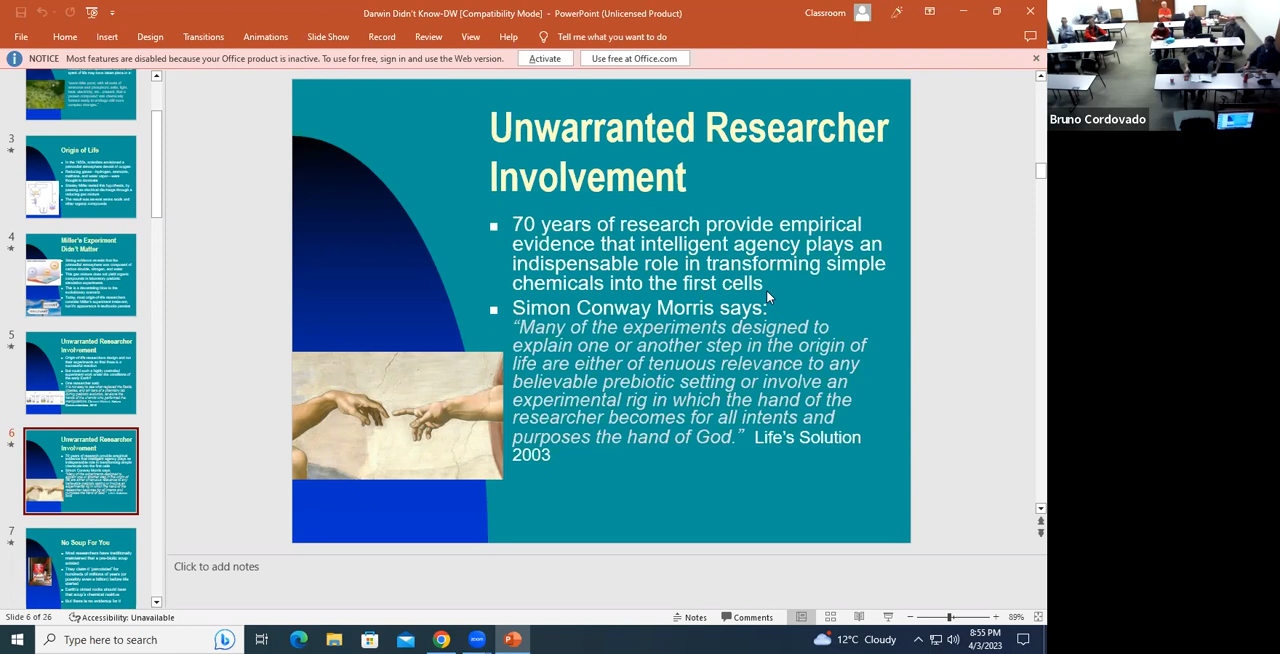 Darwin Didn't Know-DW [Compatibility Mode] - PowerPoint (Unlicensed Product)
Classroom
File Home Insert Design Transitions Animations Slide Show Record Review View Help Tell me what you want to do
NOTICE Most features are disabled because your Office product is inactive. To use for free, sign in and use the Web version. Activate Use free at Office.com
3
Origin of Life
4
Miller's Experiment
Didn't Matter
5
Unwarranted Researcher
Involvement
6
Unwarranted Researcher
Involvement
7
No Soup For You
Unwarranted Researcher
Involvement
70 years of research provide empirical
evidence that intelligent agency plays an
indispensable role in transforming simple
chemicals into the first cells
Simon Conway Morris says:
"Many of the experiments designed to
explain one or another step in the origin of
life are either of tenuous relevance to any
believable prebiotic setting or involve an
experimental rig in which the hand of the
researcher becomes for all intents and
purposes the hand of God." Life's Solution
2003
Bruno Cordovado
Click to add notes
Slide 6 of 26 Accessibility: Unavailable Notes Comments 89%
Type here to search
zoom
12°C Cloudy
8:55 PM
4/3/2023